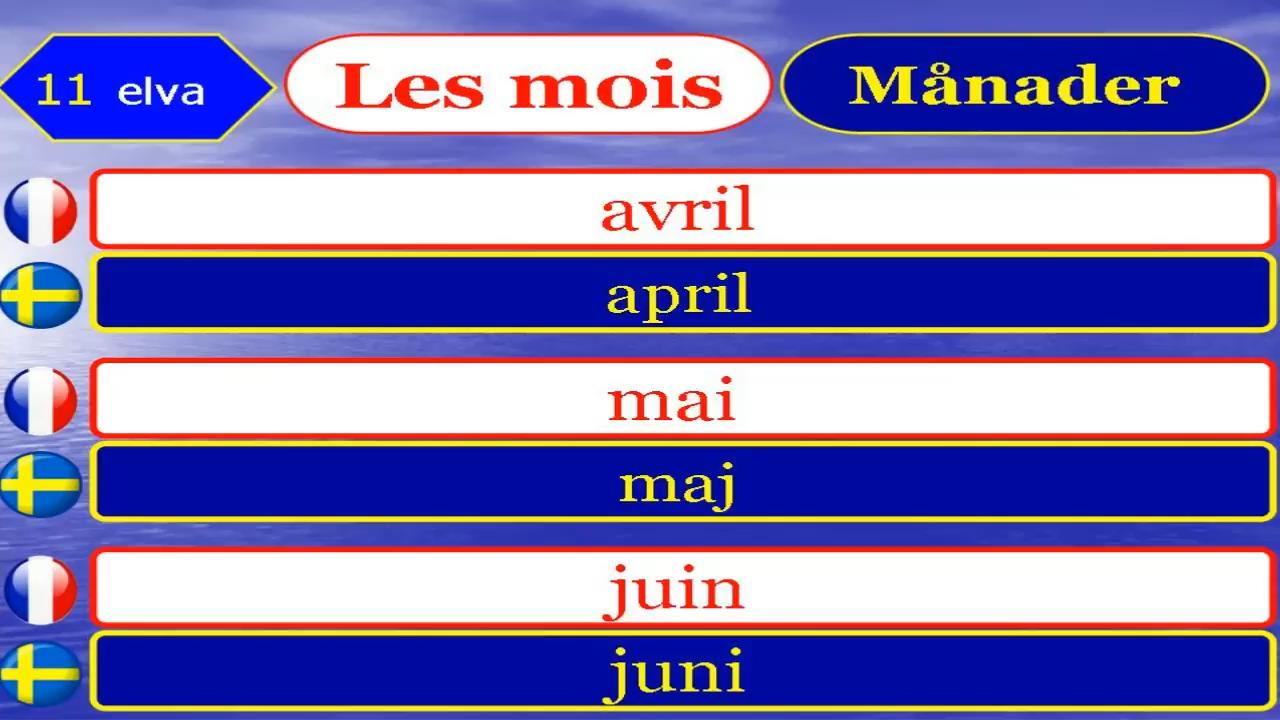 11 elva
Les mois
Månader
avril
april
mai
maj
juin
juni